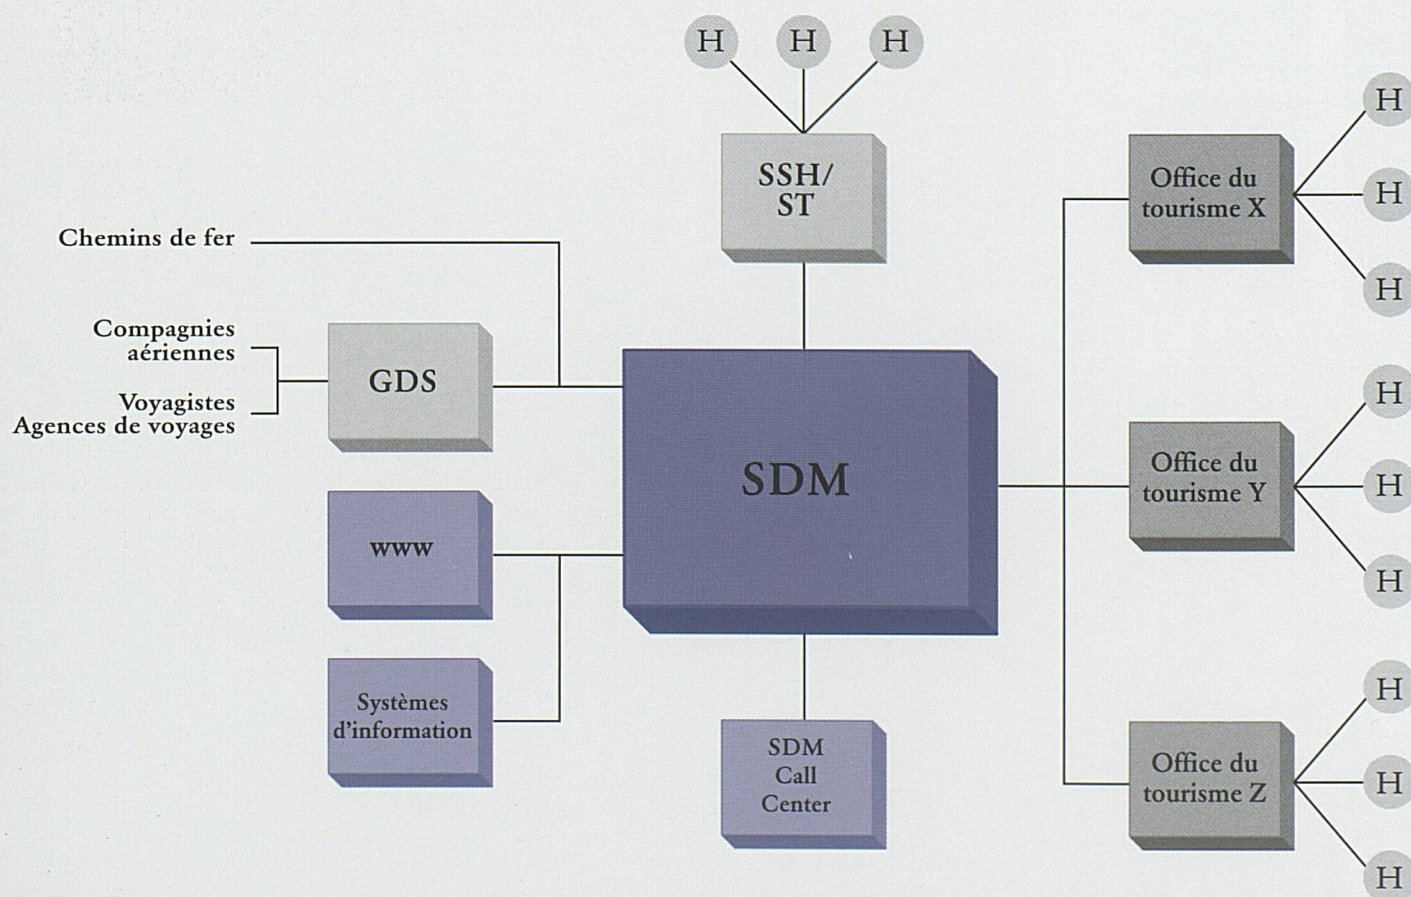 H H H
H
SSH/
ST
Office du
tourisme X
H
Chemins de fer
H
Compagnies
aériennes
GDS
Voyagistes
Agences de voyages
SDM
H
Office du
tourisme Y
H
H
www
Systèmes
d'information
SDM
Call
Center
H
Office du
tourisme Z
H
H